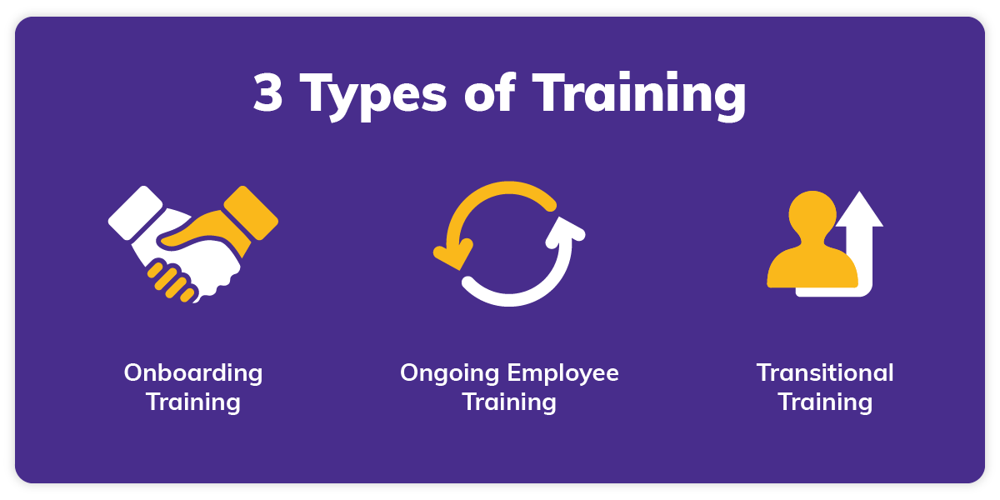 3 Types of Training
Onboarding
Training
Ongoing Employee
Training
Transitional
Training